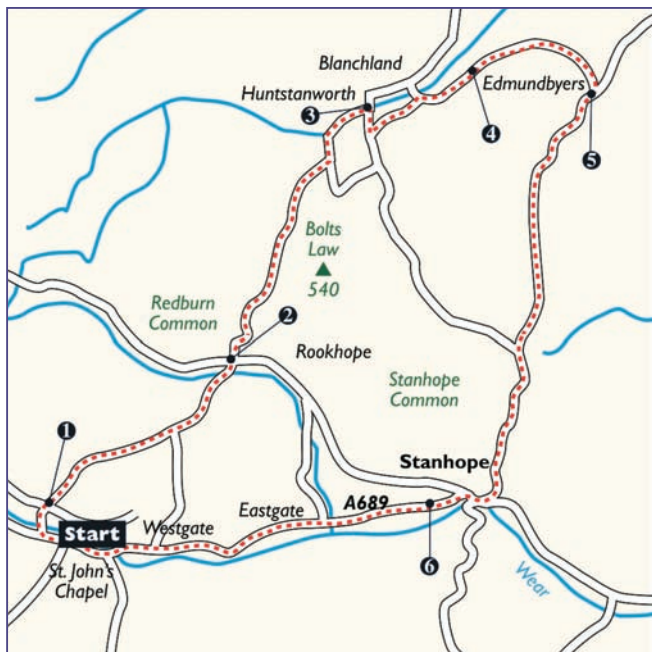 Blanchland
Huntstanworth
3
Edmundbyers
4
5
Bolts
Law
540
Redburn
Common
2
Rookhope
Stanhope
Common
1
Stanhope
Start
Westgate
Eastgate
A689
6
St. John's
Chapel
Wear